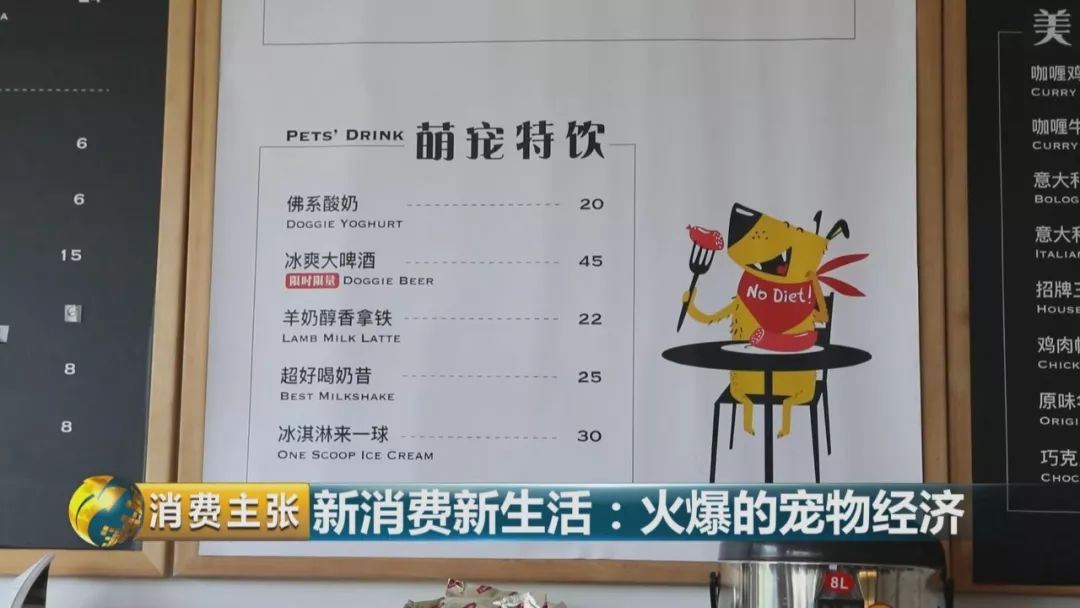 6
6
15
8
8
PETS' DRINK 萌宠特饮
佛系酸奶 20
DOGGIE YOGHURT
冰爽大啤酒 45
限时限量 DOGGIE BEER
羊奶醇香拿铁 22
LAMB MILK LATTE
超好喝奶昔 25
BEST MILKSHAKE
冰淇淋来一球 30
ONE SCOOP ICE CREAM
No Diet!
美
咖喱鸡
CURRY
咖喱牛
CURRY
意大利
BOLOG
意大利
ITALIAN
招牌三
HOUSE
鸡肉帕
CHICK
原味
ORIGI
巧克
CHOC
消费主张 新消费新生活：火爆的宠物经济
8L